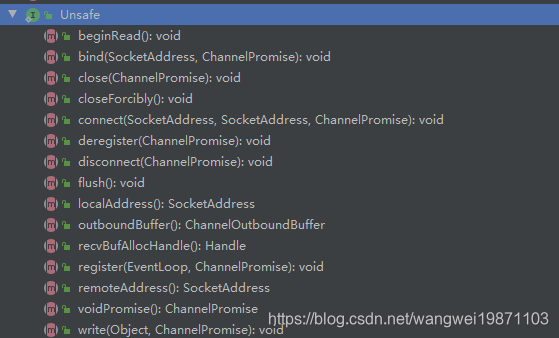 Unsafe
beginRead(): void
bind(SocketAddress, ChannelPromise): void
close(ChannelPromise): void
closeForcibly(): void
connect(SocketAddress, SocketAddress, ChannelPromise): void
deregister(ChannelPromise): void
disconnect(ChannelPromise): void
flush(): void
localAddress(): SocketAddress
outboundBuffer(): ChannelOutboundBuffer
recvBufAllocHandle(): Handle
register(EventLoop, ChannelPromise): void
remoteAddress(): SocketAddress
voidPromise(): ChannelPromise
write(Object, ChannelPromise): void
https://blog.csdn.net/wangwei19871103